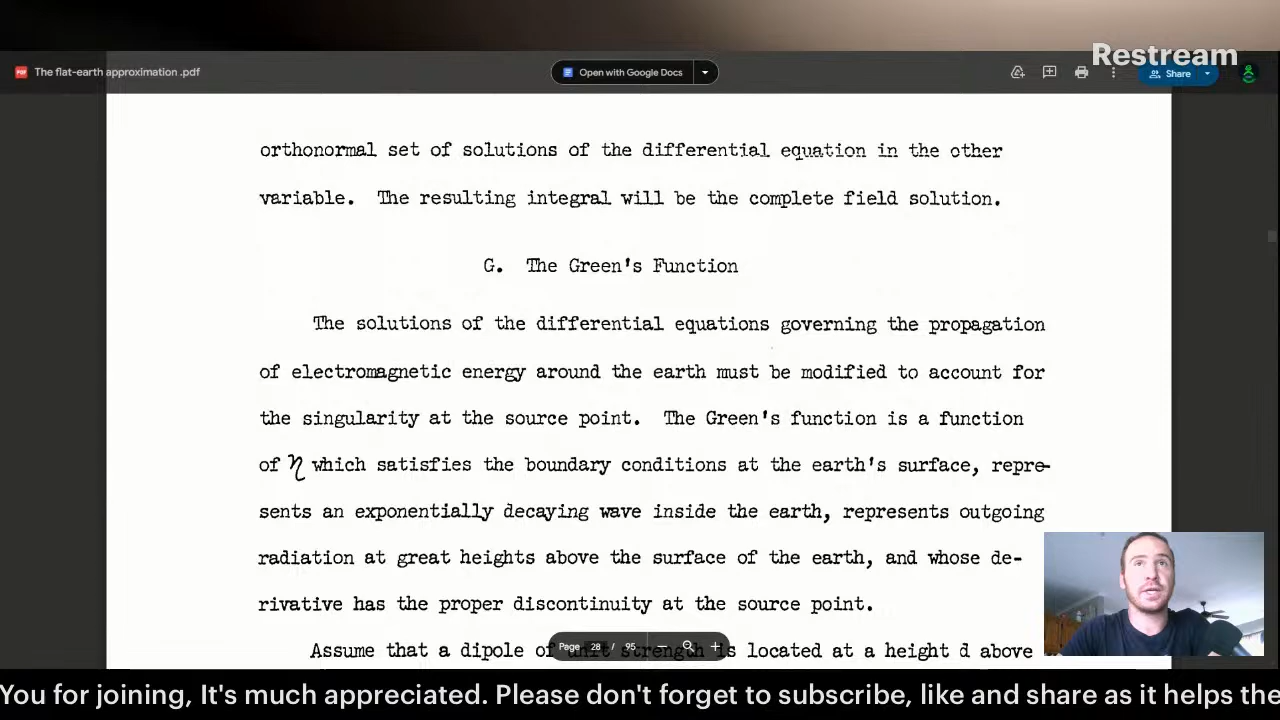 Restream
The flat-earth approximation .pdf
Open with Google Docs
Share
orthonormal set of solutions of the differential equation in the other
variable. The resulting integral will be the complete field solution.
G. The Green's Function
The solutions of the differential equations governing the propagation
of electromagnetic energy around the earth must be modified to account for
the singularity at the source point. The Green's function is a function
of η which satisfies the boundary conditions at the earth's surface, repre-
sents an exponentially decaying wave inside the earth, represents outgoing
radiation at great heights above the surface of the earth, and whose de-
rivative has the proper discontinuity at the source point.
Assume that a dipole of unit strength is located at a height d above
Page 28 / 95
You for joining, It's much appreciated. Please don't forget to subscribe, like and share as it helps the